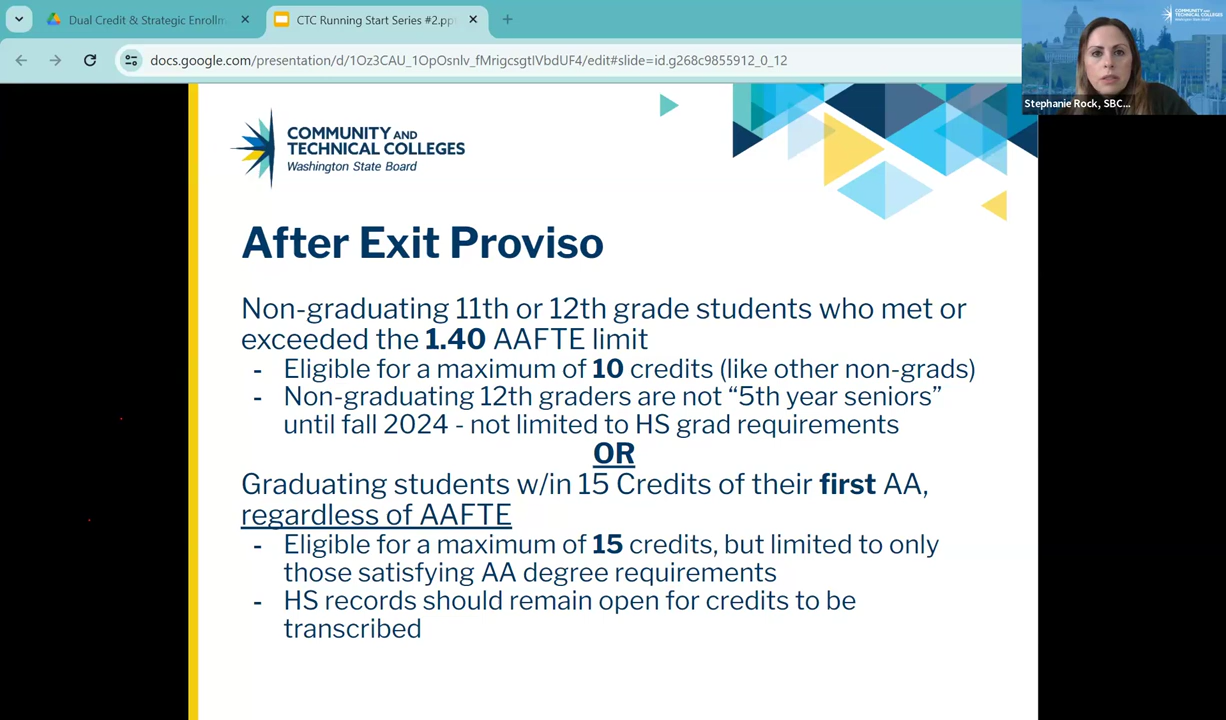 Dual Credit & Strategic Enrollm
CTC Running Start Series #2.pp
docs.google.com/presentation/d/1Oz3CAU_1OpOsnlv_fMrigcsgtIVbdUF4/edit#slide=id.g268c9855912_0_12
COMMUNITY AND TECHNICAL COLLEGES
Stephanie Rock, SBC...
COMMUNITY AND
TECHNICAL COLLEGES
Washington State Board
After Exit Proviso
Non-graduating 11th or 12th grade students who met or
exceeded the 1.40 AAFTE limit
- Eligible for a maximum of 10 credits (like other non-grads)
- Non-graduating 12th graders are not “5th year seniors”
until fall 2024 - not limited to HS grad requirements
OR
Graduating students w/in 15 Credits of their first AA,
regardless of AAFTE
- Eligible for a maximum of 15 credits, but limited to only
those satisfying AA degree requirements
- HS records should remain open for credits to be
transcribed